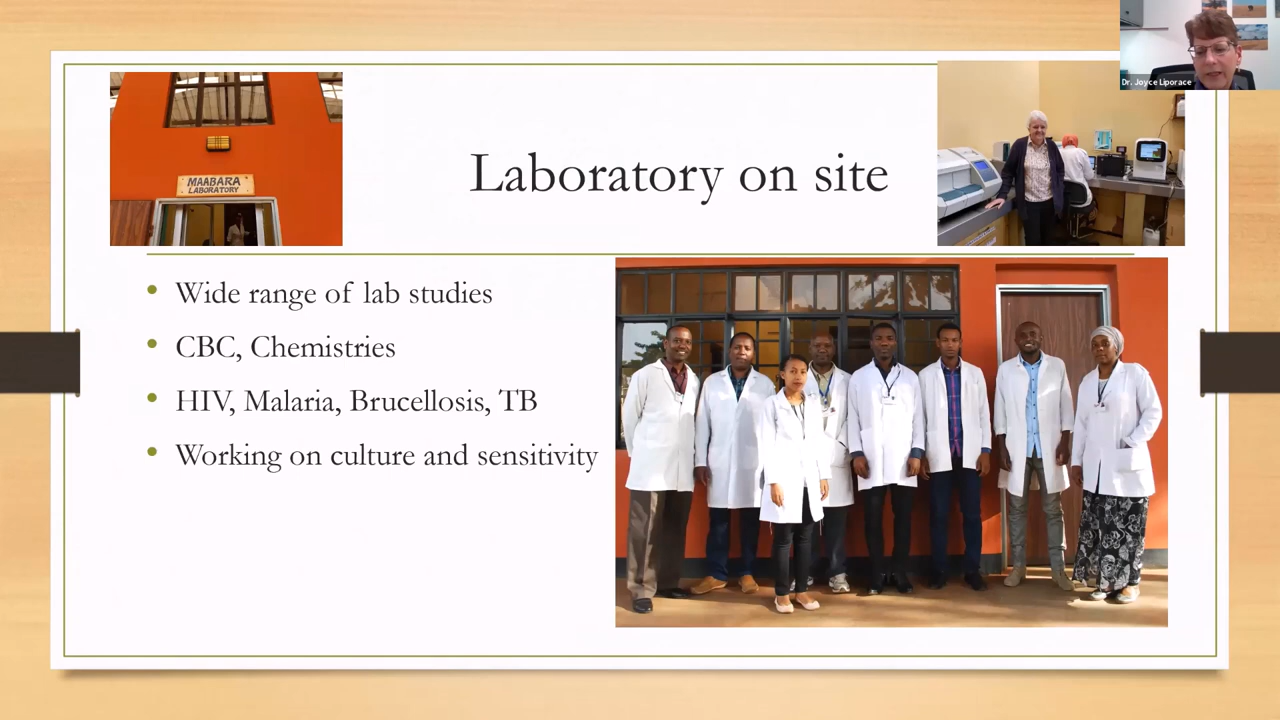 Dr. Joyce Liporace
MAABARA
LABORATORY
Laboratory on site
Wide range of lab studies
CBC, Chemistries
HIV, Malaria, Brucellosis, TB
Working on culture and sensitivity